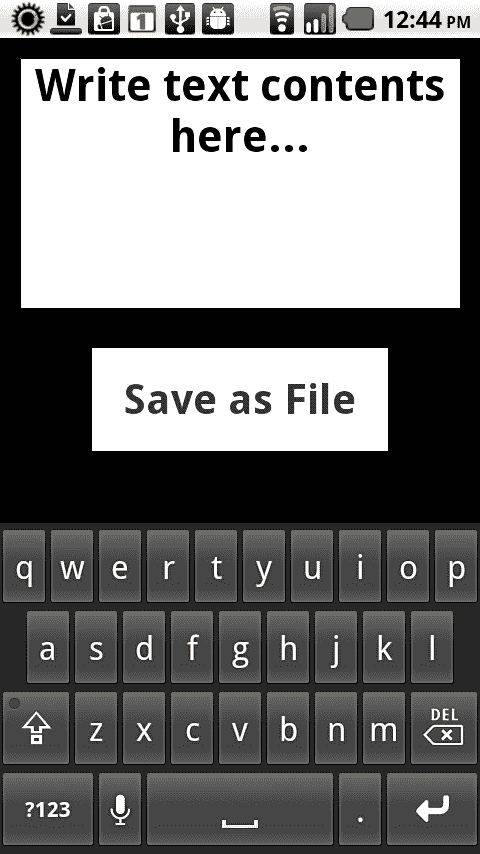 1 12:44 PM
Write text contents
here...
Save as File
q w e r t y u i o p
a s d f g h j k l
z x c v b n m DEL
?123 .